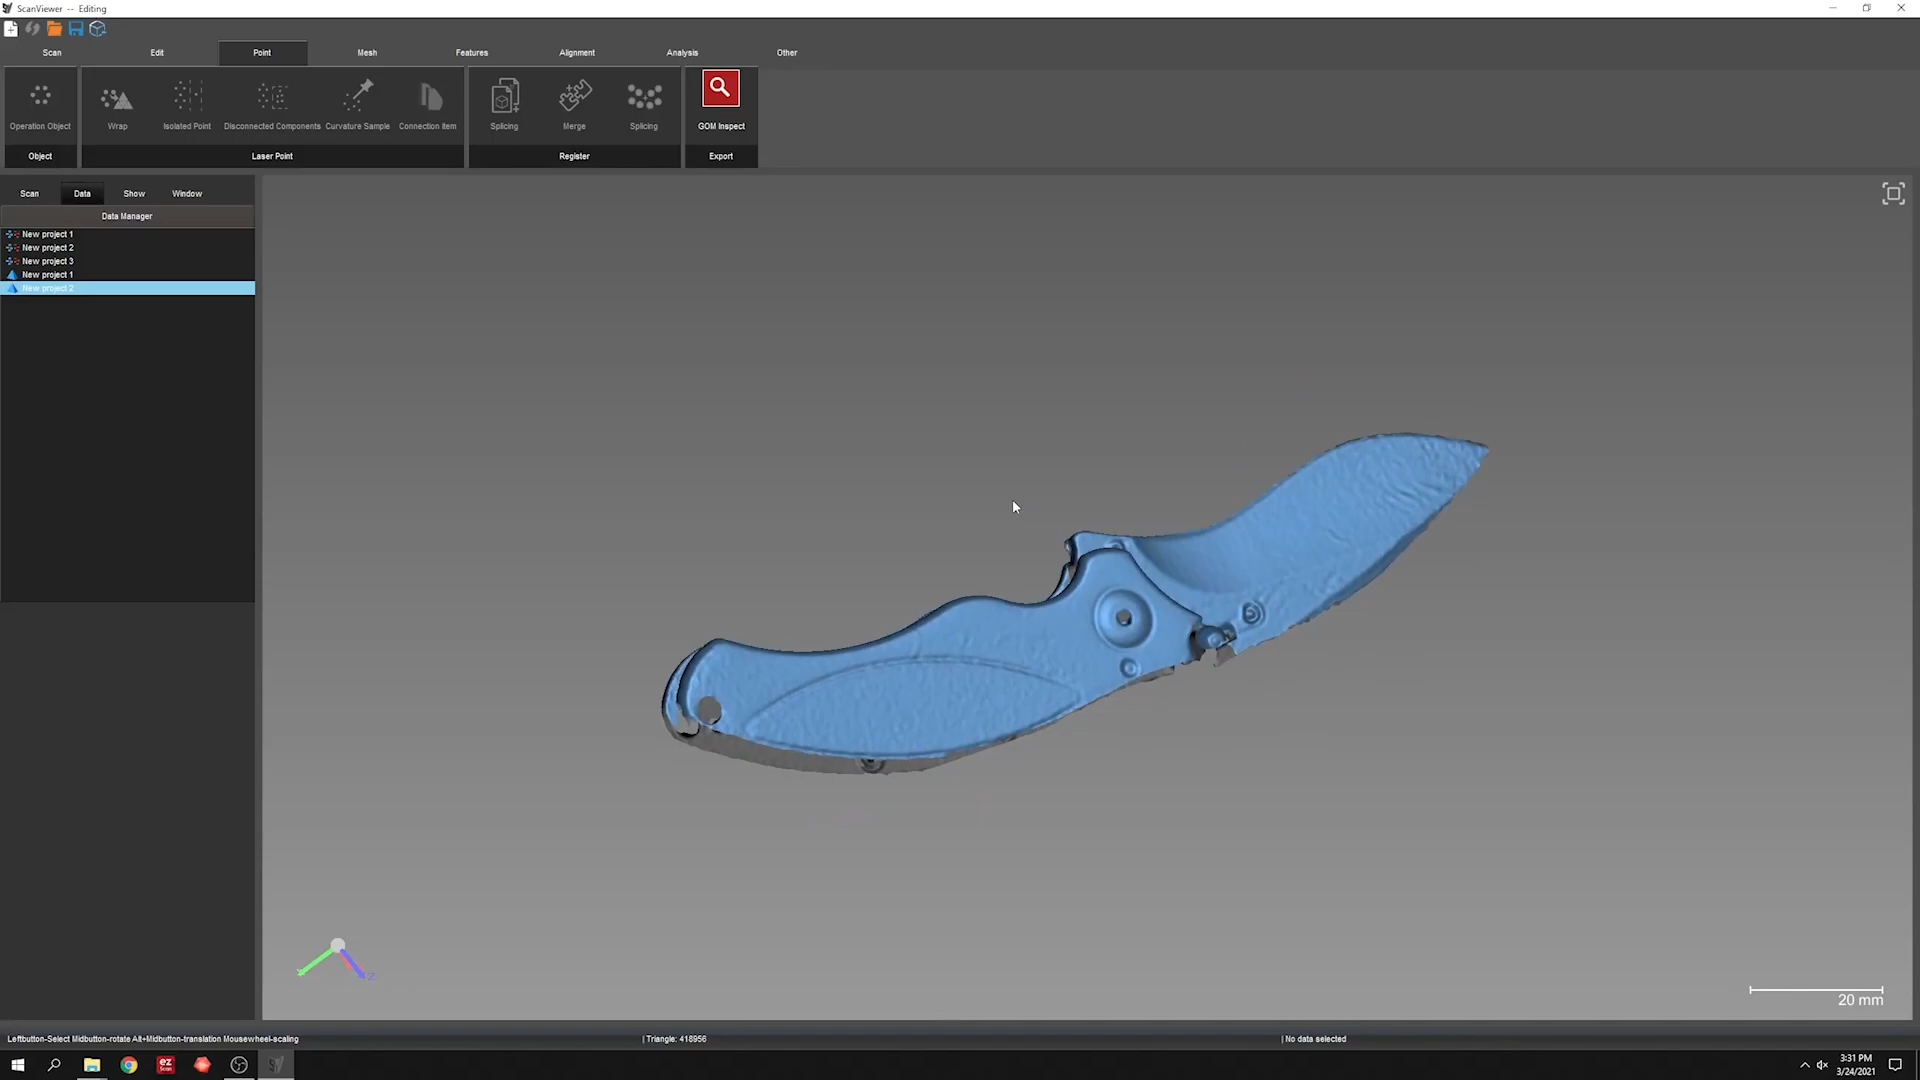 ScanViewer -- Editing
Scan
Edit
Point
Mesh
Features
Alignment
Analysis
Other
Operation Object
Wrap
Isolated Point
Disconnected Components
Curvature Sample
Connection Item
Splicing
Merge
Splicing
GOM Inspect
Object
Laser Point
Register
Export
Scan
Data
Show
Window
Data Manager
New project 1
New project 2
New project 3
New project 1
New project 2
Z
20 mm
Leftbutton-Select Midbutton-rotate Alt+Midbutton-translation Mousewheel-scaling
| Triangle: 418956
| No data selected
ez
Scan
3:31 PM
3/24/2021